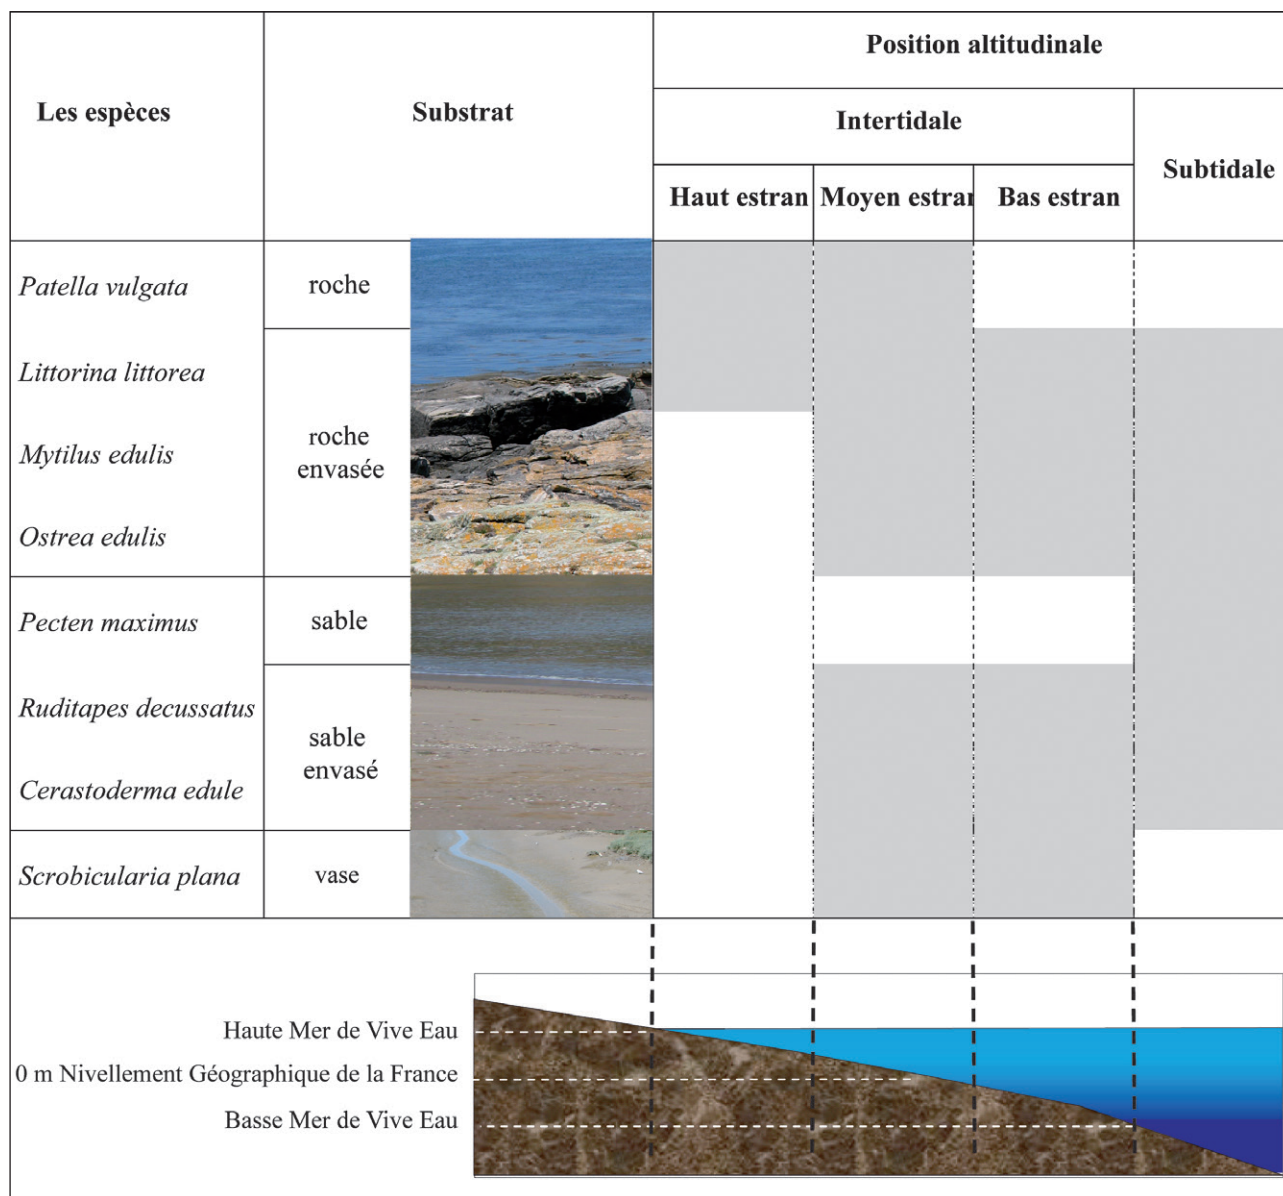 Les espèces
Substrat
Position altitudinale
Intertidale
Subtidale
Haut estran
Moyen estran
Bas estran
Patella vulgata
roche
Littorina littorea
Mytilus edulis
roche
envasée
Ostrea edulis
Pecten maximus
sable
Ruditapes decussatus
sable
envasé
Cerastoderma edule
Scrobicularia plana
vase
Haute Mer de Vive Eau
0 m Nivellement Géographique de la France
Basse Mer de Vive Eau